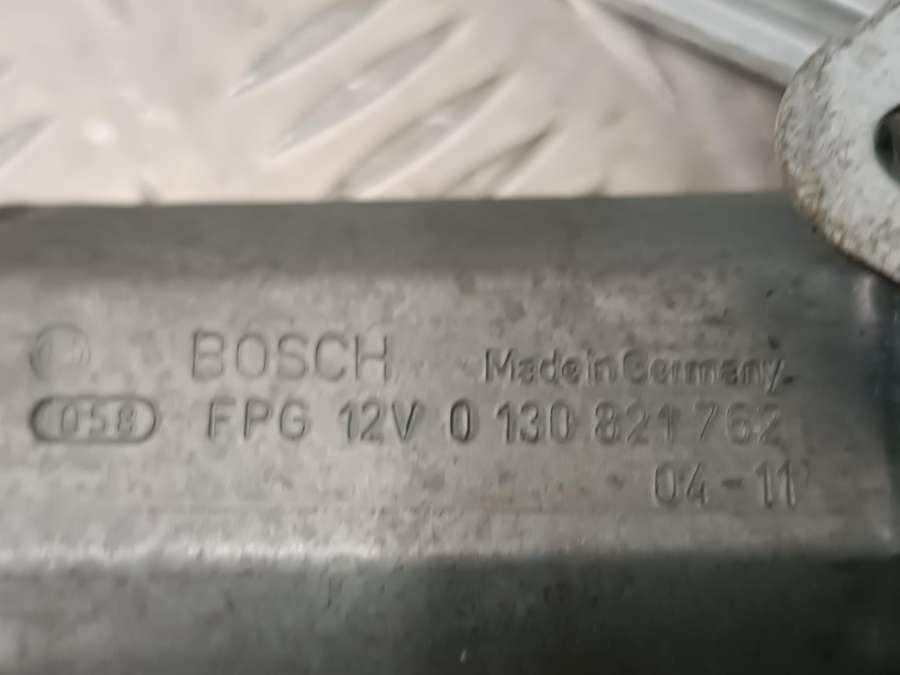 BOSCH Made in Germany
058 FPG 12V 0 130 821 762
04-11